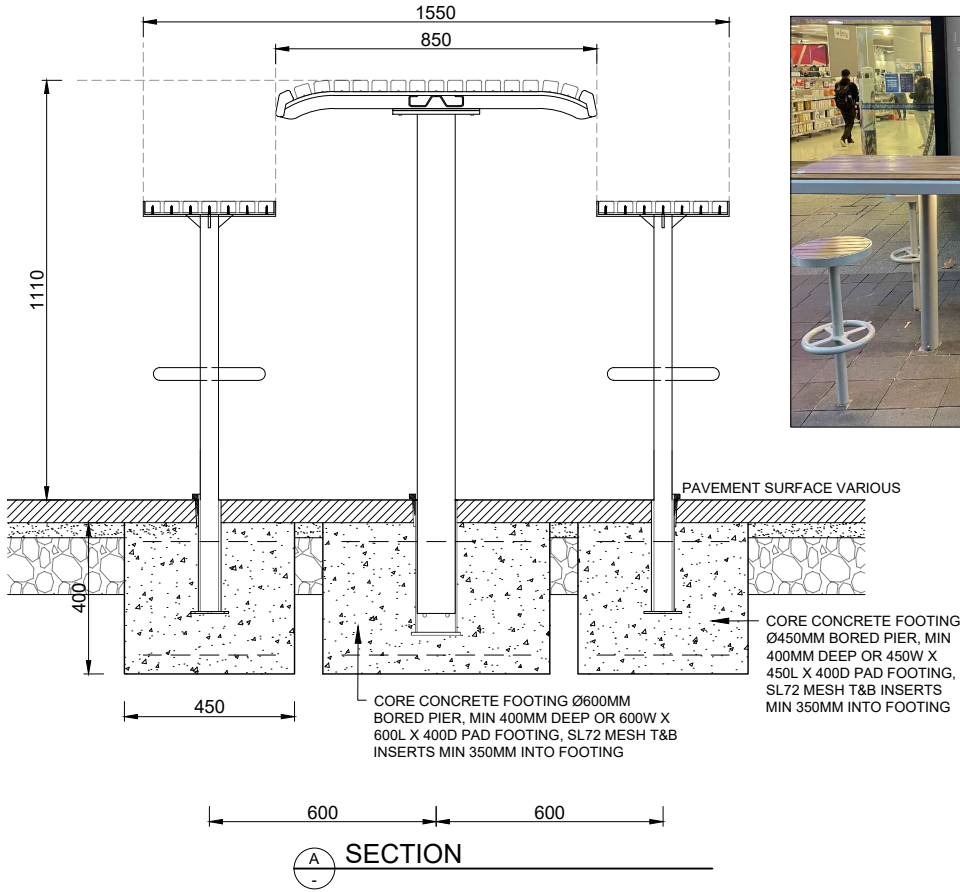 1550
850
1110
PAVEMENT SURFACE VARIOUS
400
450
CORE CONCRETE FOOTING Ø600MM
BORED PIER, MIN 400MM DEEP OR 600W X
600L X 400D PAD FOOTING, SL72 MESH T&B
INSERTS MIN 350MM INTO FOOTING
CORE CONCRETE FOOTING
Ø450MM BORED PIER, MIN
400MM DEEP OR 450W X
450L X 400D PAD FOOTING,
SL72 MESH T&B INSERTS
MIN 350MM INTO FOOTING
600
600
A
-
SECTION